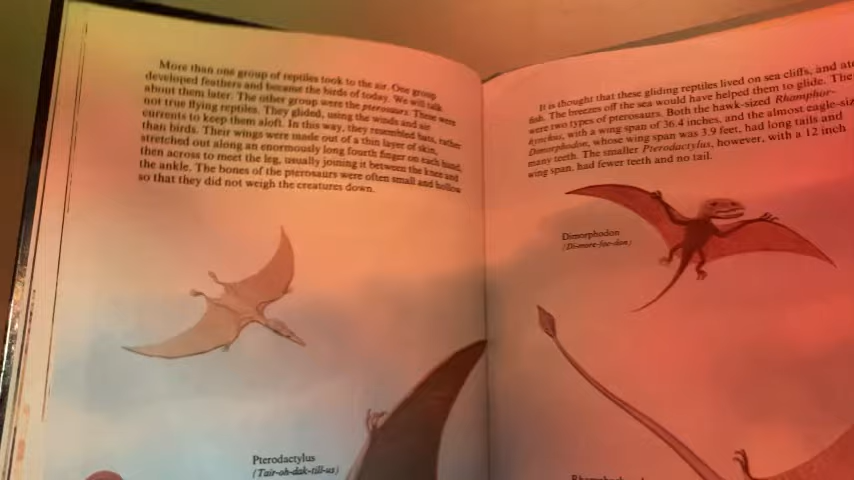 More than one group of reptiles took to the air. One group
developed feathers and became the birds of today. We will talk
about them later. The other group were the pterosaurs. These were
not true flying reptiles. They glided, using the winds and air
currents to keep them aloft. In this way, they resembled bats, rather
than birds. Their wings were made out of a thin layer of skin,
stretched out along an enormously long fourth finger on each hand,
then across to meet the leg, usually joining it between the knee and
the ankle. The bones of the pterosaurs were often small and hollow
so that they did not weigh the creatures down.
Pterodactylus
(Tair-oh-dak-till-us)
It is thought that these gliding reptiles lived on sea cliffs, and ate
fish. The breezes off the sea would have helped them to glide. The
were two types of pterosaurs. Both the hawk-sized Rhamphor-
hynchus, with a wing span of 36.4 inches, and the almost eagle-siz
Dimorphodon, whose wing span was 3.9 feet, had long tails and
many teeth. The smaller Pterodactylus, however, with a 12 inch
wing span, had fewer teeth and no tail.
Dimorphodon
(Di-more-foe-don)